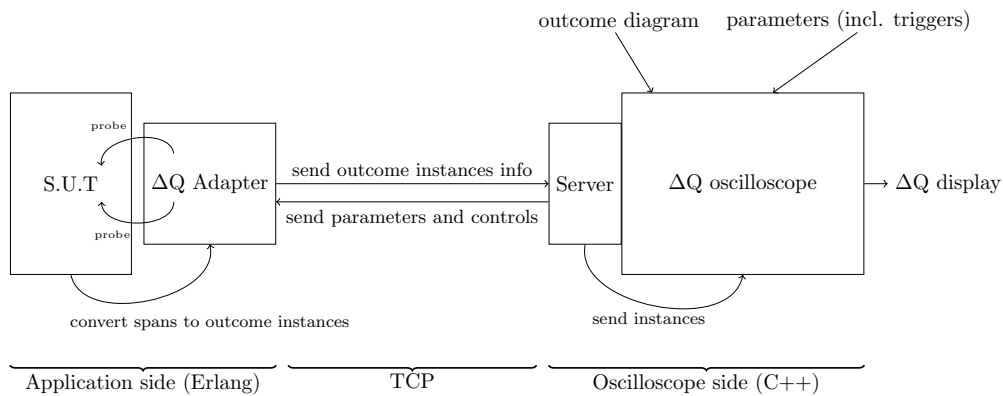 outcome diagram
parameters (incl. triggers)
probe
S.U.T
ΔQ Adapter
send outcome instances info
Server
ΔQ oscilloscope
ΔQ display
send parameters and controls
probe
convert spans to outcome instances
send instances
Application side (Erlang)
TCP
Oscilloscope side (C++)